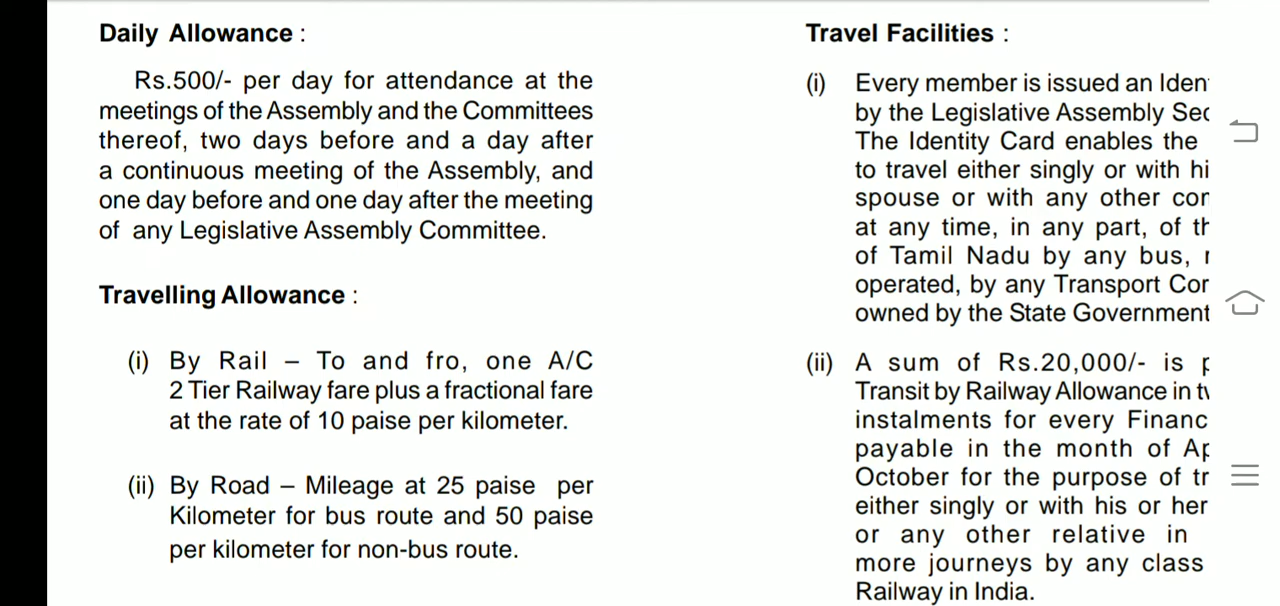 Daily Allowance :
Rs.500/- per day for attendance at the
meetings of the Assembly and the Committees
thereof, two days before and a day after
a continuous meeting of the Assembly, and
one day before and one day after the meeting
of any Legislative Assembly Committee.
Travelling Allowance :
(i) By Rail – To and fro, one A/C
2 Tier Railway fare plus a fractional fare
at the rate of 10 paise per kilometer.
(ii) By Road – Mileage at 25 paise per
Kilometer for bus route and 50 paise
per kilometer for non-bus route.
Travel Facilities :
(i) Every member is issued an
by the Legislative Assembly
The Identity Card enables the
to travel either singly or with
spouse or with any other
at any time, in any part, of
of Tamil Nadu by any bus,
operated, by any Transport
owned by the State Government
(ii) A sum of Rs.20,000/- is
Transit by Railway Allowance in
instalments for every
payable in the month of
October for the purpose of
either singly or with his or her
or any other relative in
more journeys by any class
Railway in India.